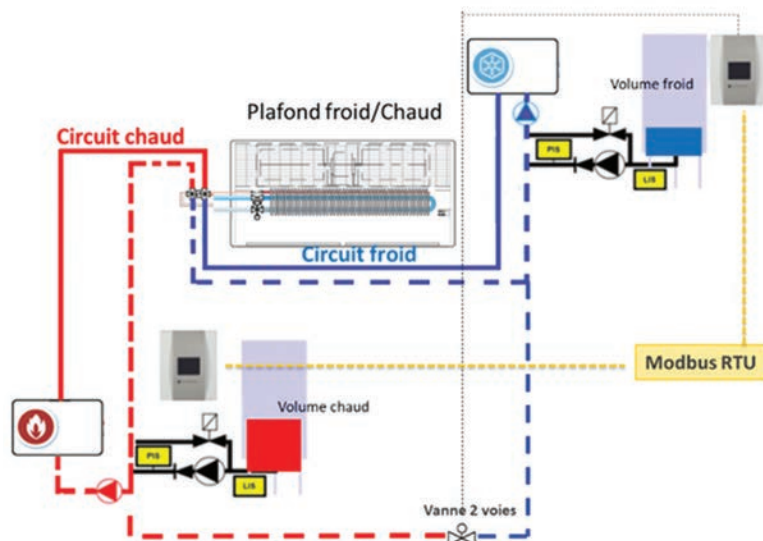 Volume froid
Plafond froid/Chaud
Circuit chaud
PIS
LIS
Circuit froid
Modbus RTU
Volume chaud
PIS
LIS
Vanne 2 voies